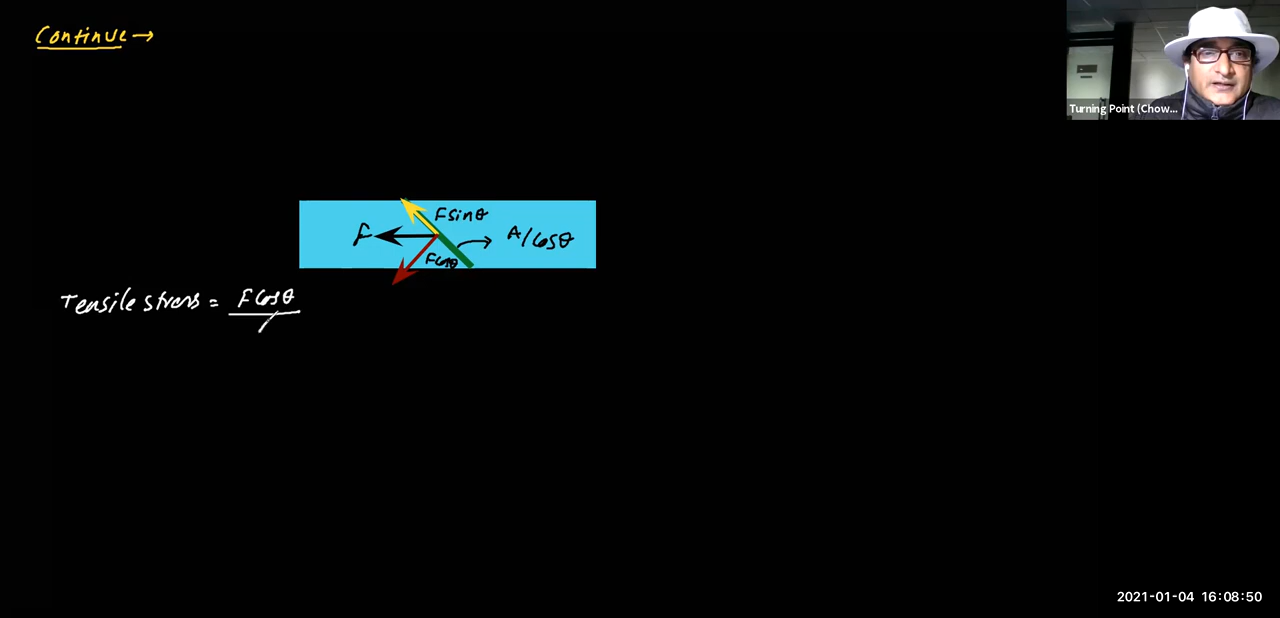 Continue →
Turning Point (Chow...
F sinθ
F
A/Cosθ
F Cosθ
Tensile stress = F Cosθ /
2021-01-04 16:08:50